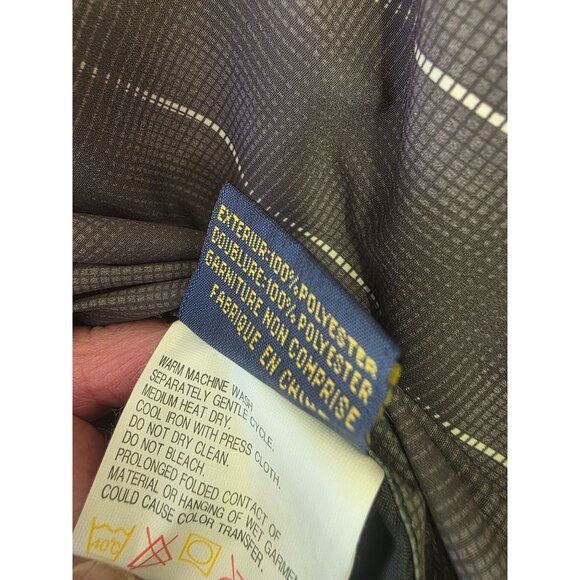 EXTERIUR:100% POLYESTER
DOUBLURE:100% POLYESTER
GARNITURE NON COMPRISE
FABRIQUE EN
WARM MACHINE WASH
SEPARATELY GENTLE CYCLE.
MEDIUM HEAT DRY.
COOL IRON WITH PRESS CLOTH.
DO NOT DRY CLEAN.
DO NOT BLEACH.
PROLONGED FOLDED CONTACT OF
MATERIAL OR HANGING OF WET
COULD CAUSE COLOR TRANSFER.
40°C